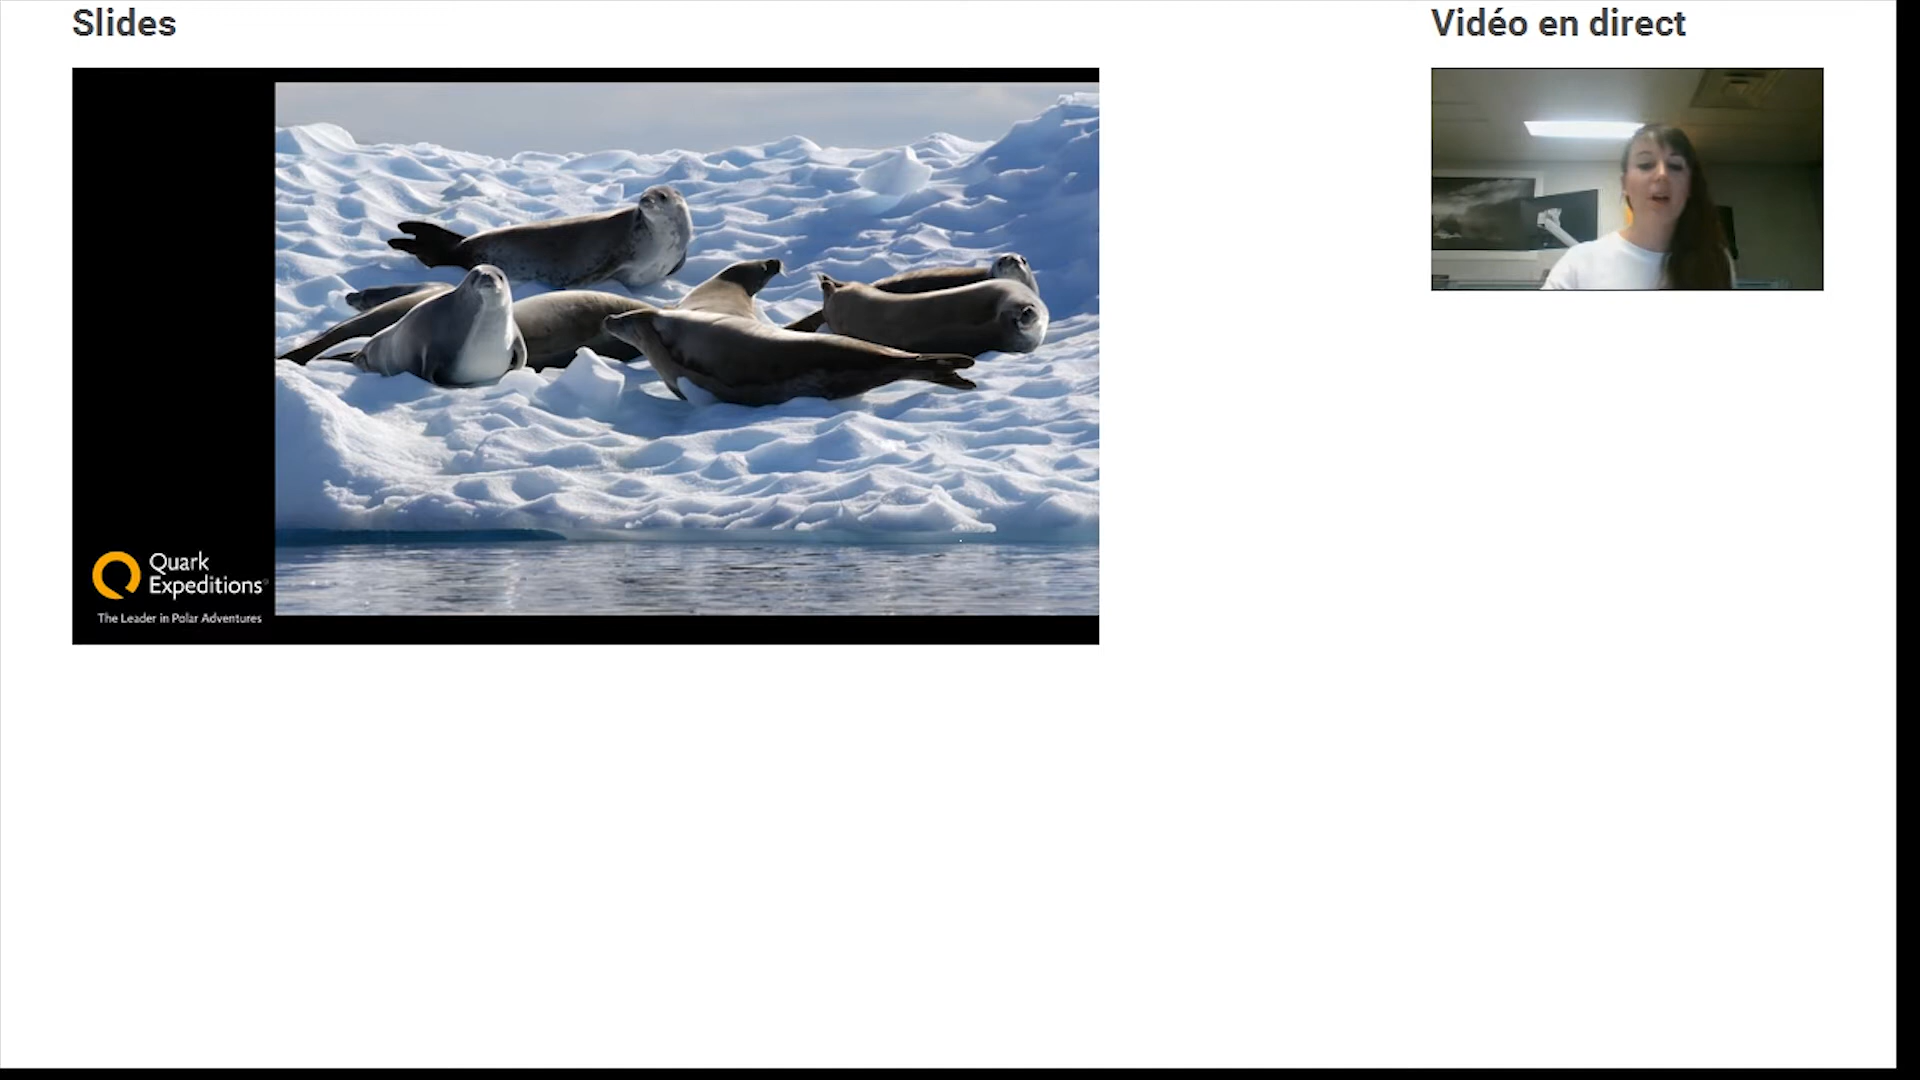 Slides
Vidéo en direct
Quark
Expeditions
The Leader in Polar Adventures